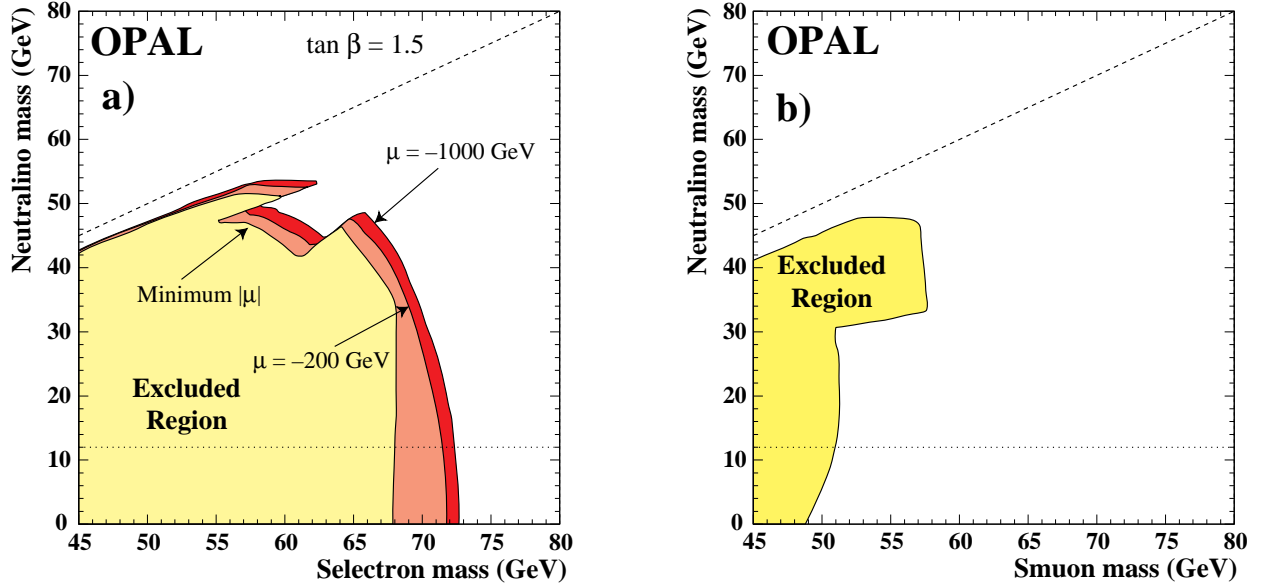 OPAL
tan β = 1.5
a)
Neutralino mass (GeV)
80
70
60
50
40
30
20
10
0
μ = –1000 GeV
Minimum |μ|
μ = –200 GeV
Excluded
Region
45 50 55 60 65 70 75 80
Selectron mass (GeV)
OPAL
b)
Neutralino mass (GeV)
80
70
60
50
40
30
20
10
0
Excluded
Region
45 50 55 60 65 70 75 80
Smuon mass (GeV)